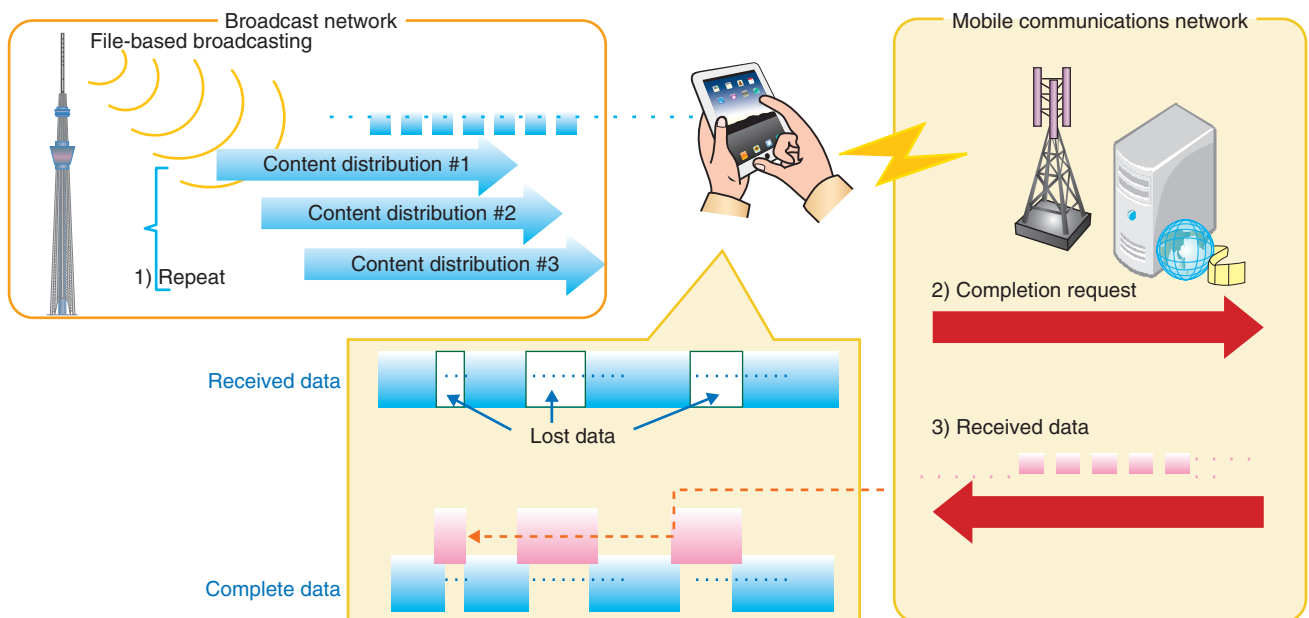 Broadcast network
File-based broadcasting
Content distribution #1
Content distribution #2
Content distribution #3
1) Repeat
Mobile communications network
2) Completion request
3) Received data
Received data
Lost data
Complete data